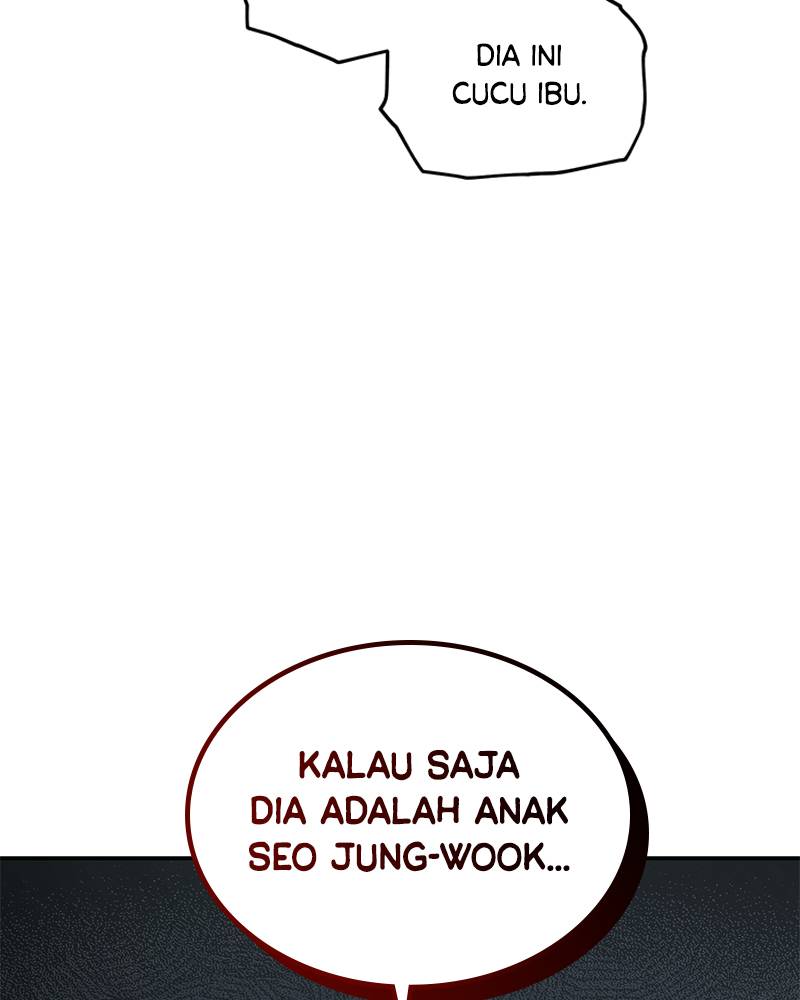 DIA INI
CUCU IBU.
KALAU SAJA
DIA ADALAH ANAK
SEO JUNG-WOOK...